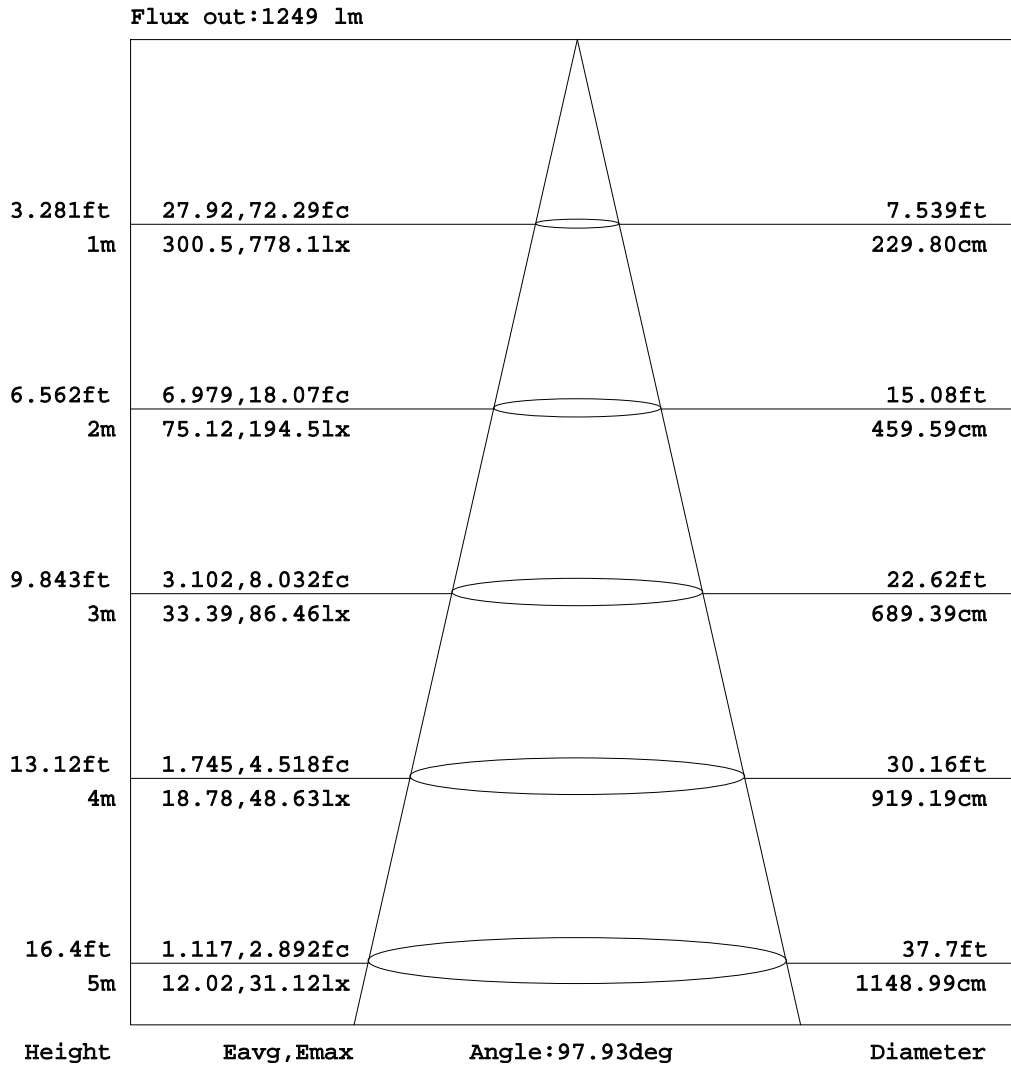 Flux out:1249 lm
3.281ft 27.92,72.29fc 7.539ft
1m 300.5,778.1lx 229.80cm
6.562ft 6.979,18.07fc 15.08ft
2m 75.12,194.5lx 459.59cm
9.843ft 3.102,8.032fc 22.62ft
3m 33.39,86.46lx 689.39cm
13.12ft 1.745,4.518fc 30.16ft
4m 18.78,48.63lx 919.19cm
16.4ft 1.117,2.892fc 37.7ft
5m 12.02,31.12lx 1148.99cm
Height Eavg,Emax Angle:97.93deg Diameter